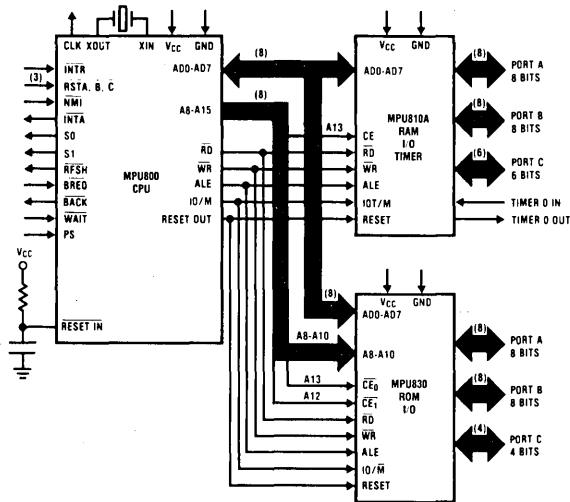 CLK XOUT XIN VCC GND
INTR
(3) RSTA, B, C
NMI
INTA
S0
S1
RFSH
BREQ
BACK
WAIT
PS
VCC
RESET IN
MPU800
CPU
AD0-AD7
A8-A15
RD
WR
ALE
IO/M
RESET OUT
(8)
(8)
A13
VCC GND
AD0-AD7
MPU810A
RAM
I/O
TIMER
CE
RD
WR
ALE
IOT/M
RESET
(8) PORT A
8 BITS
(8) PORT B
8 BITS
(6) PORT C
6 BITS
TIMER 0 IN
TIMER 0 OUT
(8)
A8-A10
A13
A12
VCC GND
AD0-AD7
A8-A10
CE0
CE1
RD
WR
ALE
IO/M
RESET
MPU830
ROM
I/O
(8) PORT A
8 BITS
(8) PORT B
8 BITS
(4) PORT C
4 BITS